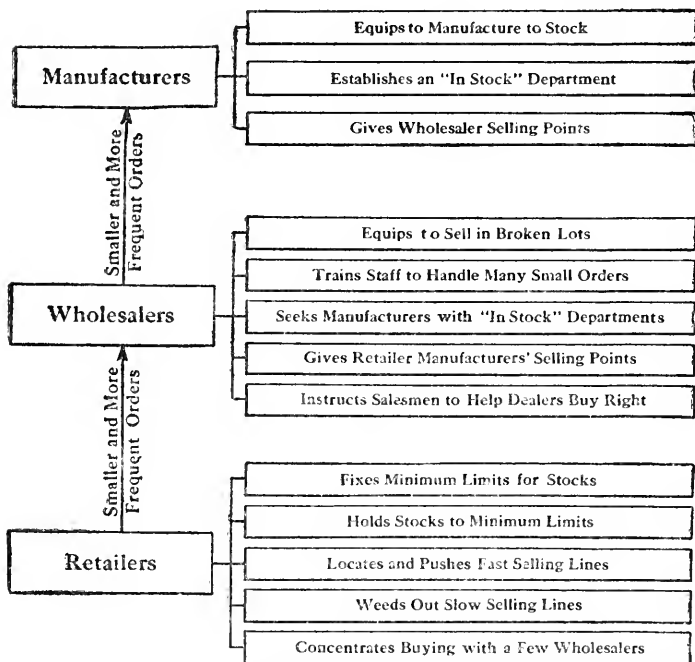 Manufacturers
Equips to Manufacture to Stock
Establishes an "In Stock" Department
Gives Wholesaler Selling Points
Smaller and More
Frequent Orders
Wholesalers
Equips to Sell in Broken Lots
Trains Staff to Handle Many Small Orders
Seeks Manufacturers with "In Stock" Departments
Gives Retailer Manufacturers' Selling Points
Instructs Salesmen to Help Dealers Buy Right
Smaller and More
Frequent Orders
Retailers
Fixes Minimum Limits for Stocks
Holds Stocks to Minimum Limits
Locates and Pushes Fast Selling Lines
Weeds Out Slow Selling Lines
Concentrates Buying with a Few Wholesalers